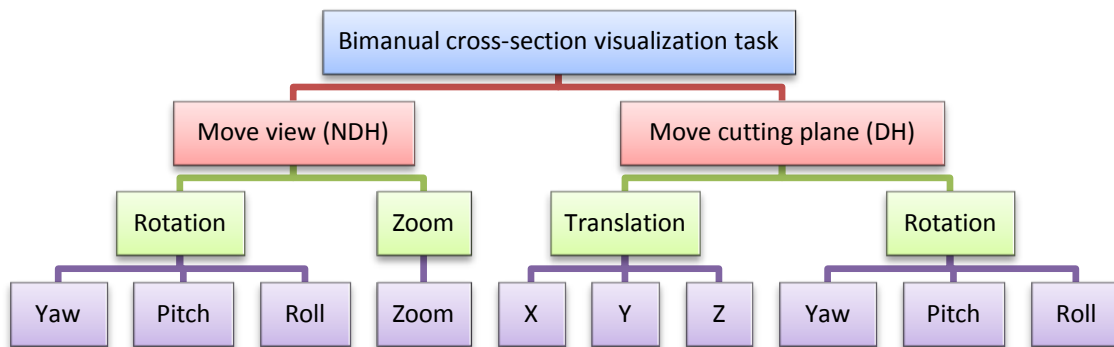 Bimanual cross-section visualization task
Move view (NDH)
Move cutting plane (DH)
Rotation
Zoom
Translation
Rotation
Yaw
Pitch
Roll
Zoom
X
Y
Z
Yaw
Pitch
Roll